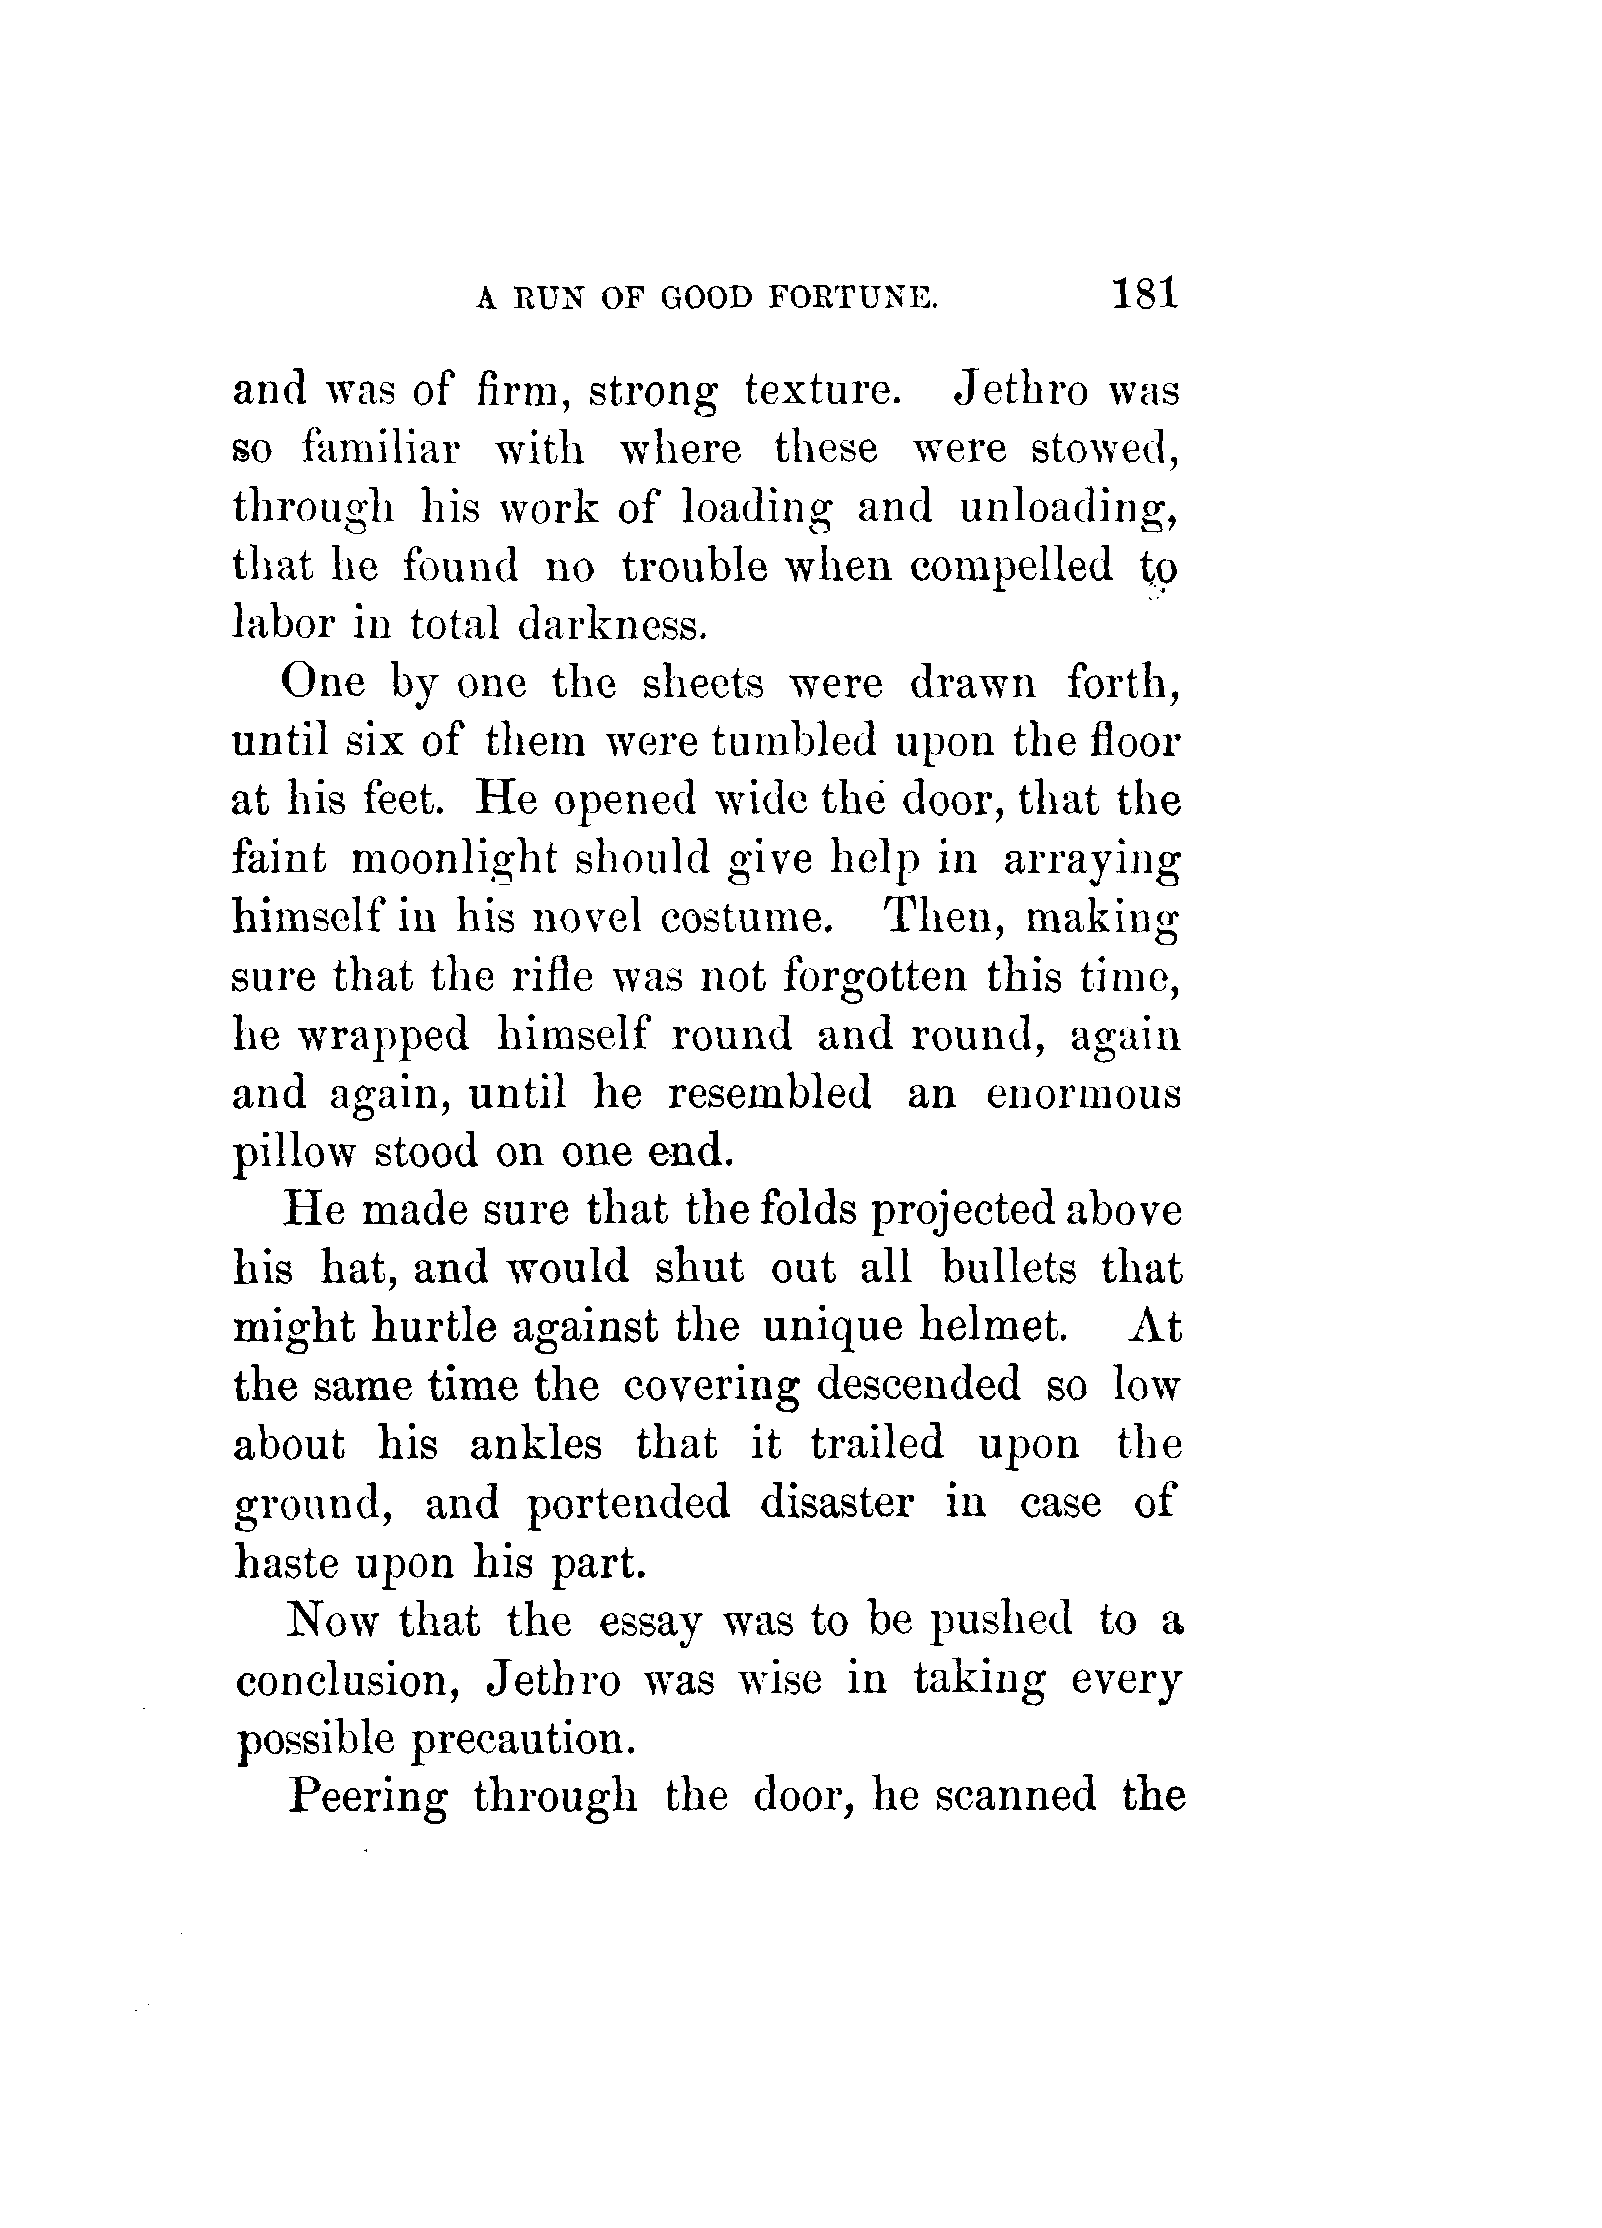 A RUN OF GOOD FORTUNE. 181
and was of firm, strong texture. Jethro was
so familiar with where these were stowed,
through his work of loading and unloading,
that he found no trouble when compelled to
labor in total darkness.
One by one the sheets were drawn forth,
until six of them were tumbled upon the floor
at his feet. He opened wide the door, that the
faint moonlight should give help in arraying
himself in his novel costume. Then, making
sure that the rifle was not forgotten this time,
he wrapped himself round and round, again
and again, until he resembled an enormous
pillow stood on one end.
He made sure that the folds projected above
his hat, and would shut out all bullets that
might hurtle against the unique helmet. At
the same time the covering descended so low
about his ankles that it trailed upon the
ground, and portended disaster in case of
haste upon his part.
Now that the essay was to be pushed to a
conclusion, Jethro was wise in taking every
possible precaution.
Peering through the door, he scanned the